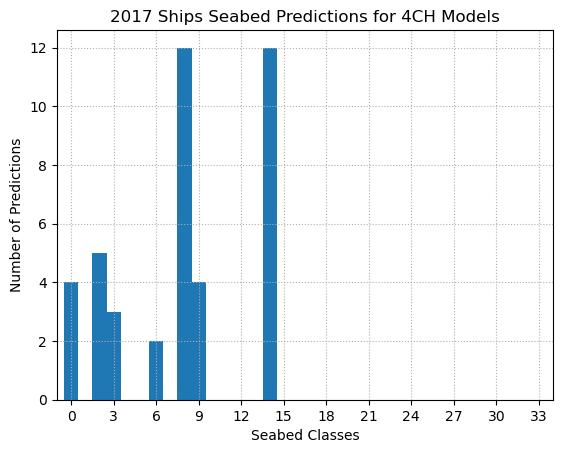 2017 Ships Seabed Predictions for 4CH Models
Number of Predictions
12
10
8
6
4
2
0
0 3 6 9 12 15 18 21 24 27 30 33
Seabed Classes